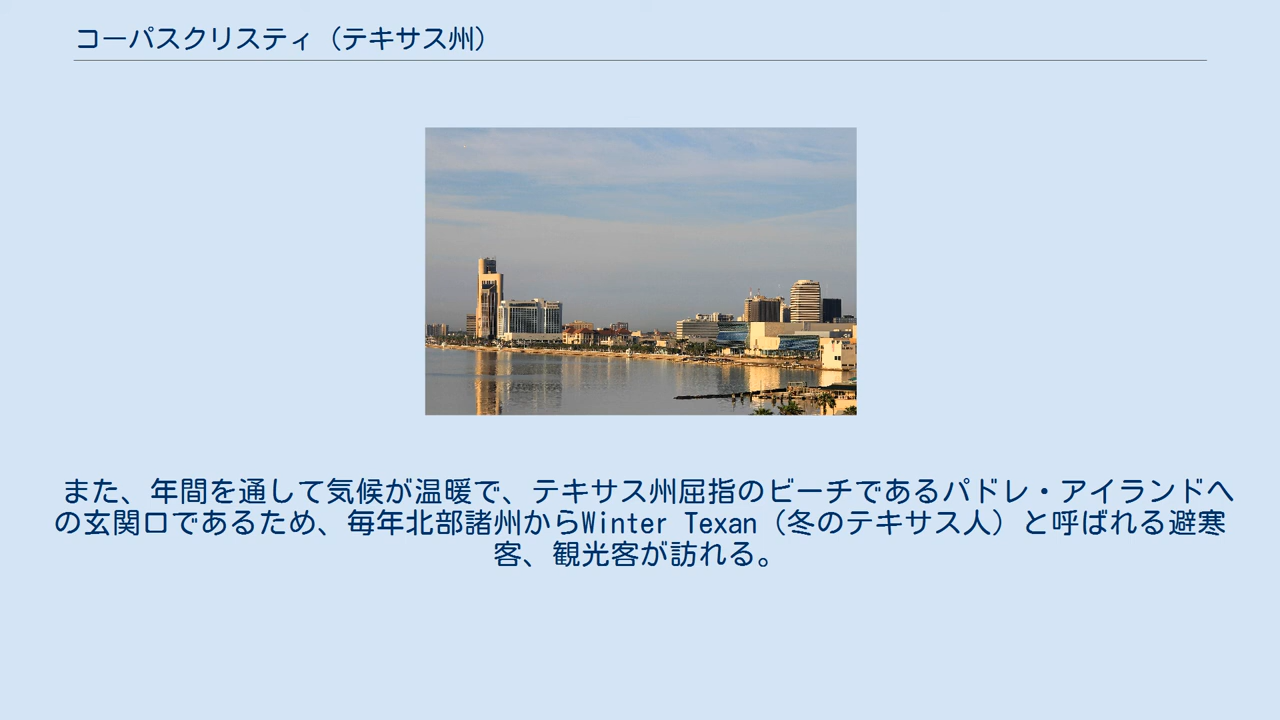 コーパスクリスティ（テキサス州）
また、年間を通して気候が温暖で、テキサス州屈指のビーチであるパドレ・アイランドへ
の玄関口であるため、毎年北部諸州からWinter Texan（冬のテキサス人）と呼ばれる避寒
客、観光客が訪れる。